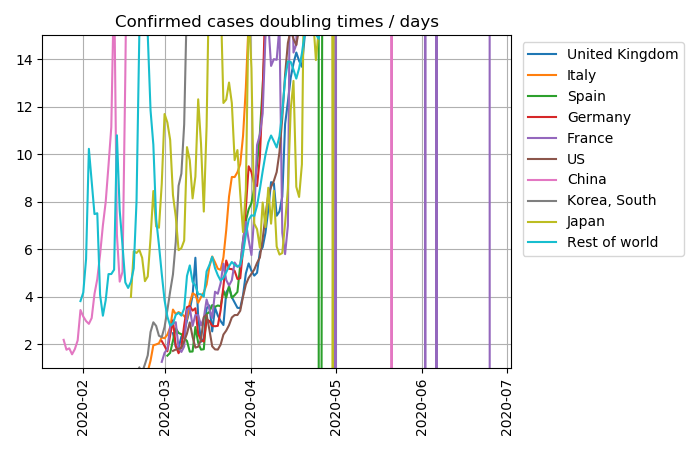 Confirmed cases doubling times / days
14
12
10
8
6
4
2
2020-02
2020-03
2020-04
2020-05
2020-06
2020-07
United Kingdom
Italy
Spain
Germany
France
US
China
Korea, South
Japan
Rest of world